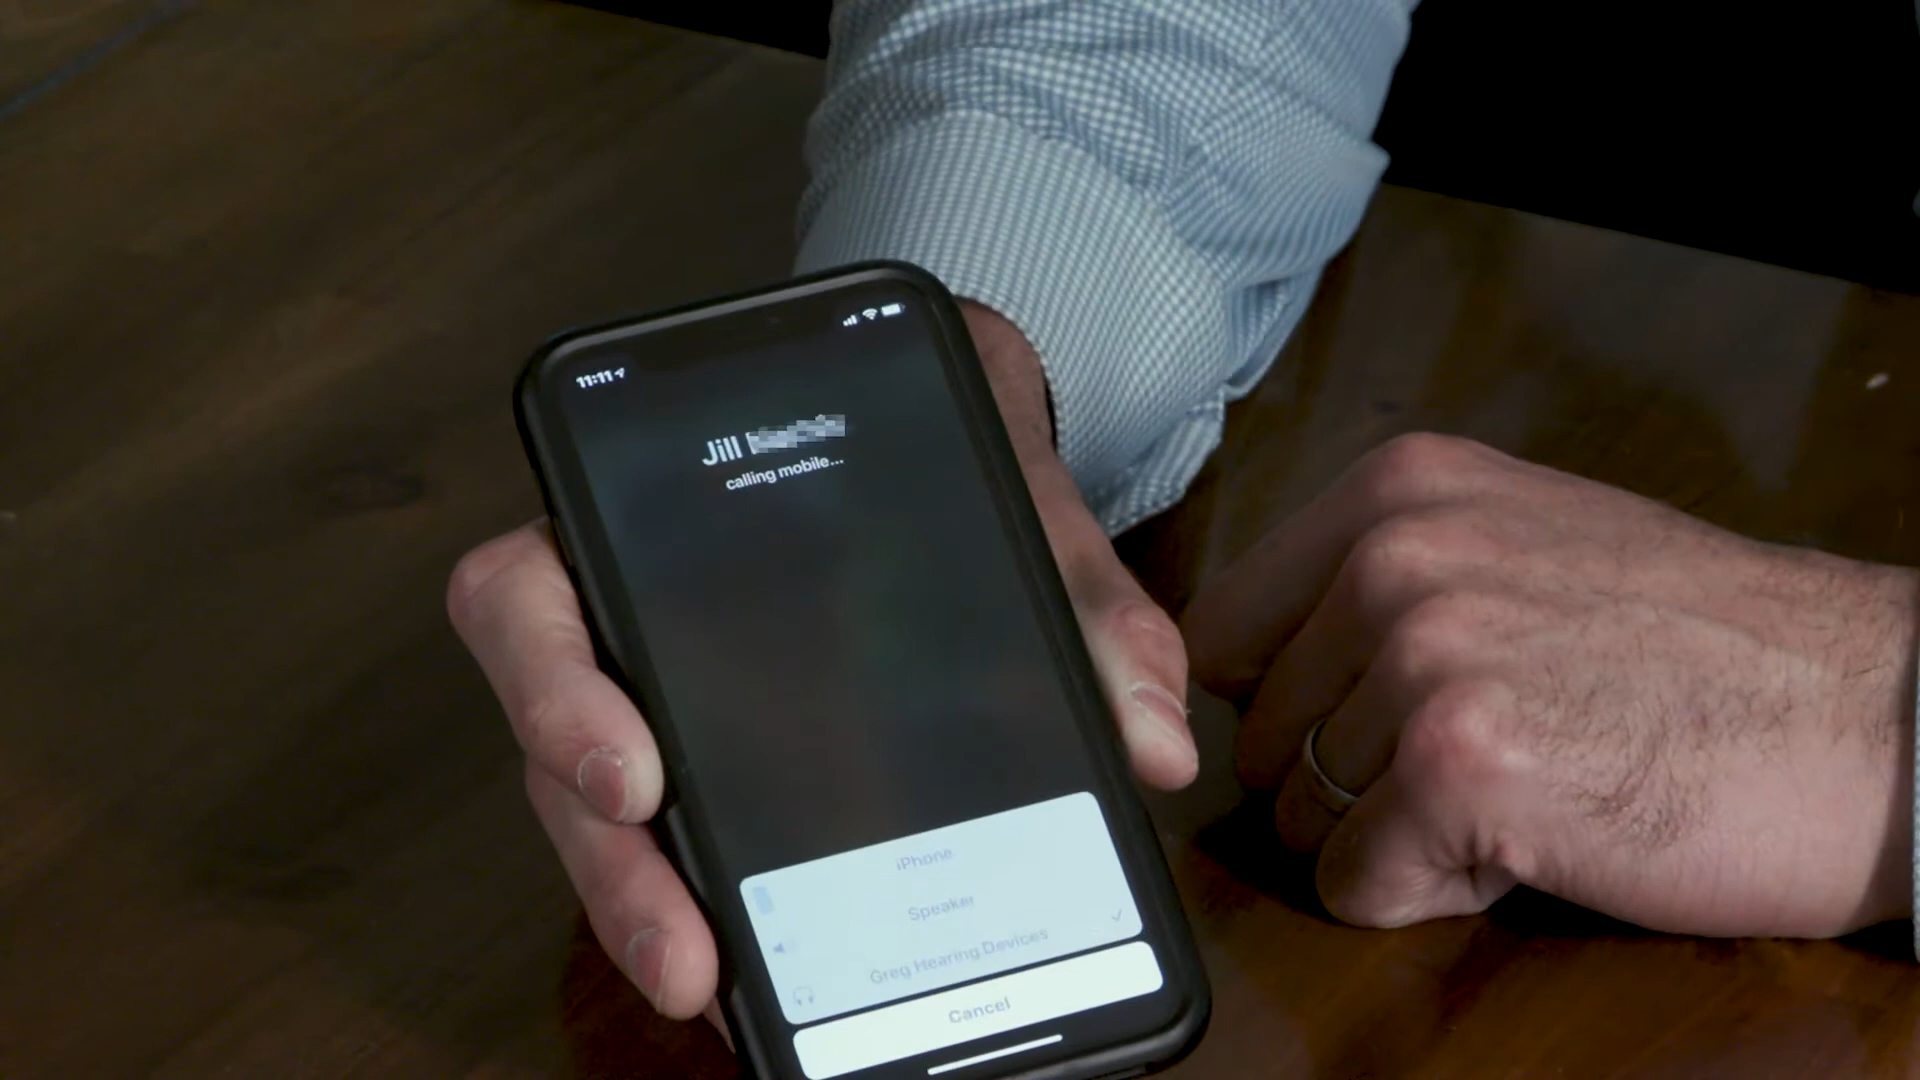 11:11
Jill
calling mobile...
iPhone
Speaker
Greg Hearing Devices
Cancel